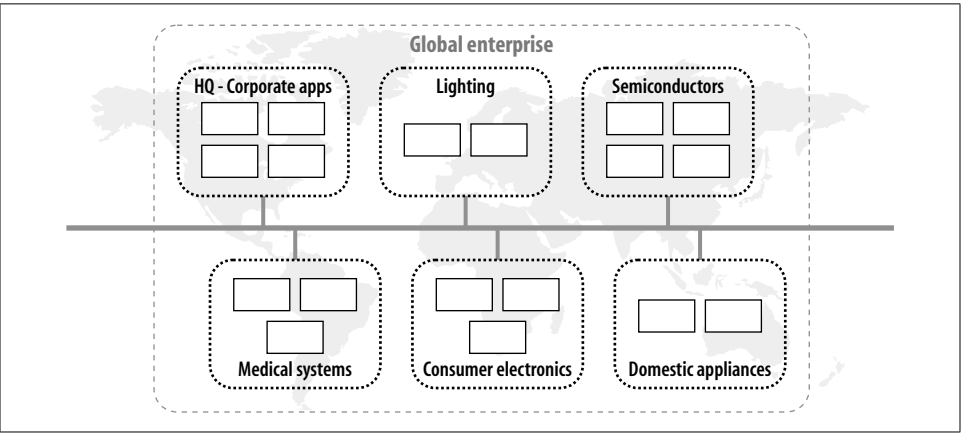 Global enterprise
HQ - Corporate apps
Lighting
Semiconductors
Medical systems
Consumer electronics
Domestic appliances